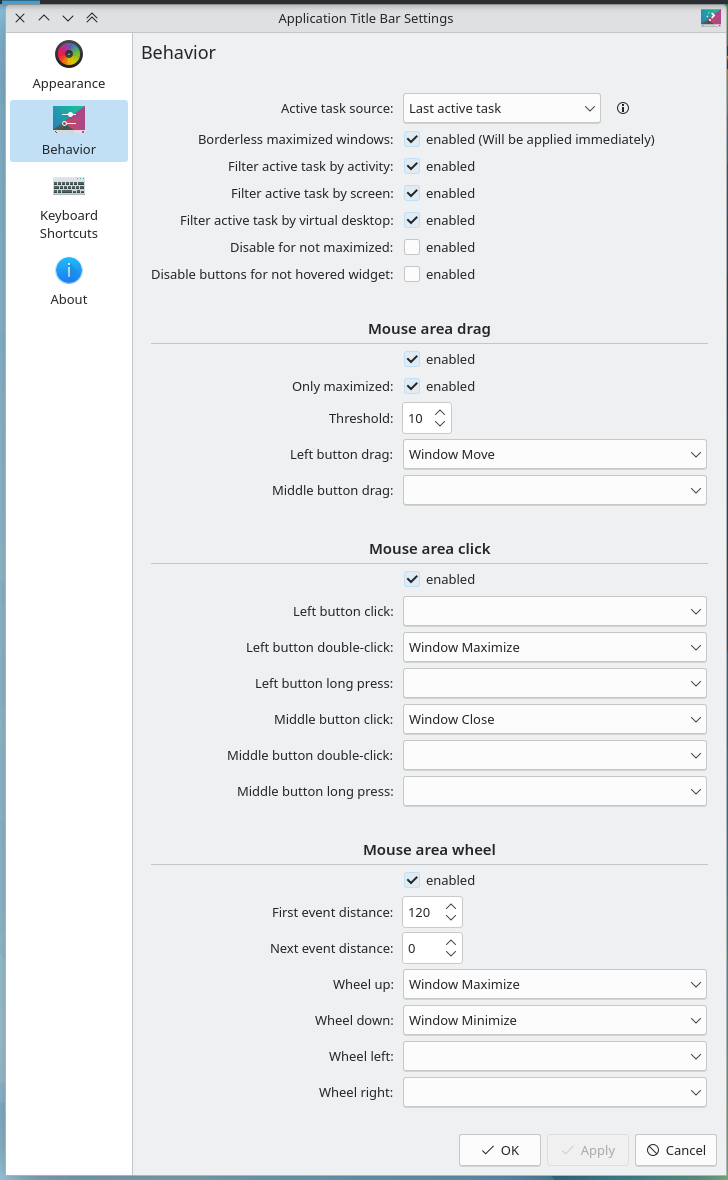 Application Title Bar Settings
Appearance
Behavior
Keyboard
Shortcuts
About
Behavior
Active task source: Last active task
Borderless maximized windows: enabled (Will be applied immediately)
Filter active task by activity: enabled
Filter active task by screen: enabled
Filter active task by virtual desktop: enabled
Disable for not maximized: enabled
Disable buttons for not hovered widget: enabled
Mouse area drag
enabled
Only maximized: enabled
Threshold: 10
Left button drag: Window Move
Middle button drag:
Mouse area click
enabled
Left button click:
Left button double-click: Window Maximize
Left button long press:
Middle button click: Window Close
Middle button double-click:
Middle button long press:
Mouse area wheel
enabled
First event distance: 120
Next event distance: 0
Wheel up: Window Maximize
Wheel down: Window Minimize
Wheel left:
Wheel right:
OK Apply Cancel